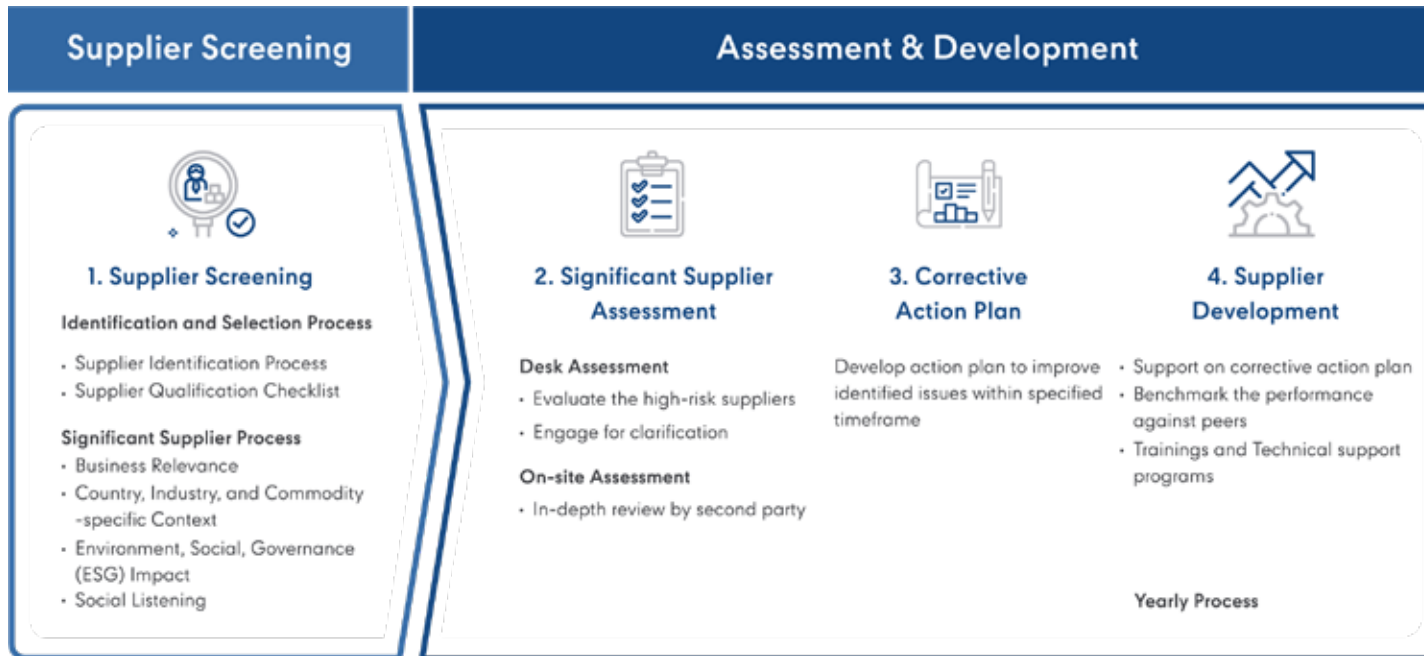 Supplier Screening
Assessment & Development
1. Supplier Screening
Identification and Selection Process
• Supplier Identification Process
• Supplier Qualification Checklist
Significant Supplier Process
• Business Relevance
• Country, Industry, and Commodity
-specific Context
• Environment, Social, Governance
(ESG) Impact
• Social Listening
2. Significant Supplier
Assessment
Desk Assessment
• Evaluate the high-risk suppliers
• Engage for clarification
On-site Assessment
• In-depth review by second party
3. Corrective
Action Plan
Develop action plan to improve
identified issues within specified
timeframe
4. Supplier
Development
• Support on corrective action plan
• Benchmark the performance
against peers
• Trainings and Technical support
programs
Yearly Process